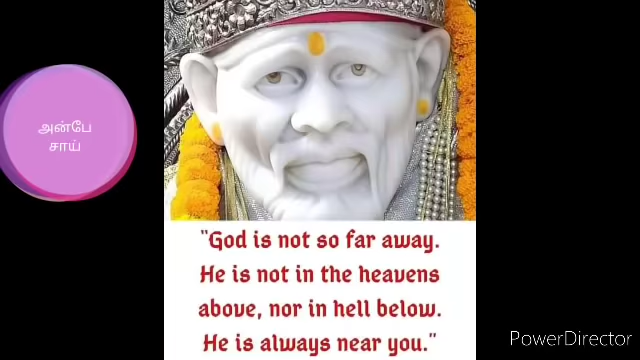 அன்பே
சாய்
"God is not so far away.
He is not in the heavens
above, nor in hell below.
He is always near you."
PowerDirector